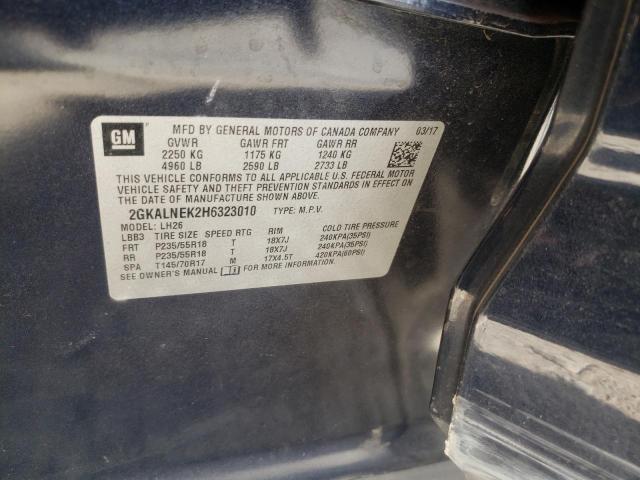 GM
MFD BY GENERAL MOTORS OF CANADA COMPANY 03/17
GVWR GAWR FRT GAWR RR
2250 KG 1175 KG 1240 KG
4960 LB 2590 LB 2733 LB
THIS VEHICLE CONFORMS TO ALL APPLICABLE U.S. FEDERAL MOTOR
VEHICLE SAFETY AND THEFT PREVENTION STANDARDS IN EFFECT ON
THE DATE OF MANUFACTURE SHOWN ABOVE.
2GKALNEK2H6323010 TYPE: M.P.V.
MODEL: LH26
LBB3 TIRE SIZE SPEED RTG RIM COLD TIRE PRESSURE
FRT P235/55R18 T 18X7J 240KPA(35PSI)
RR P235/55R18 T 18X7J 240KPA(35PSI)
SPA T145/70R17 M 17X4.5T 420KPA(60PSI)
SEE OWNER'S MANUAL FOR MORE INFORMATION.